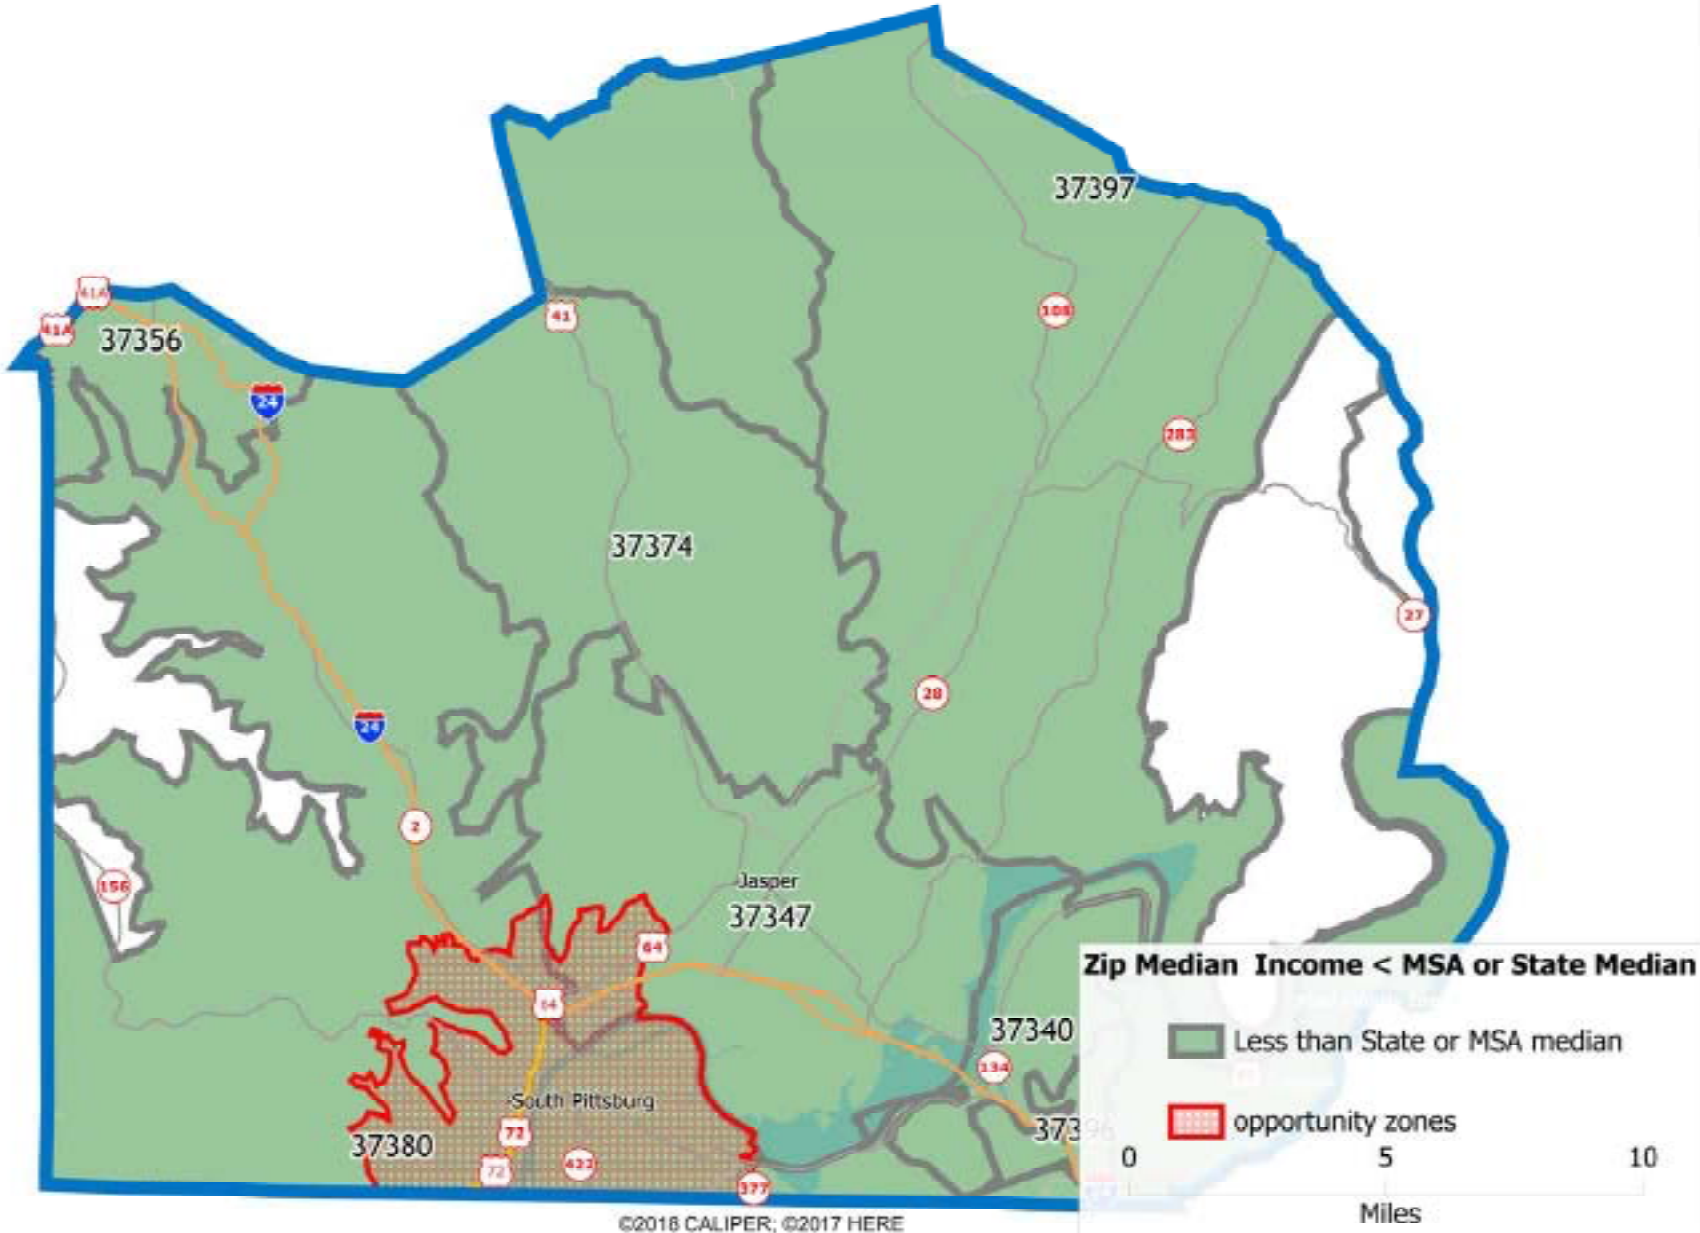 37397
41A
41A
41
108
37356
24
283
37374
27
28
24
2
Jasper
156
37347
64
Zip Median Income < MSA or State Median
64
37340
Less than State or MSA median
134
South Pittsburg
opportunity zones
72
37396
37380
0 5 10
72
423
377
Miles
©2018 CALIPER; ©2017 HERE